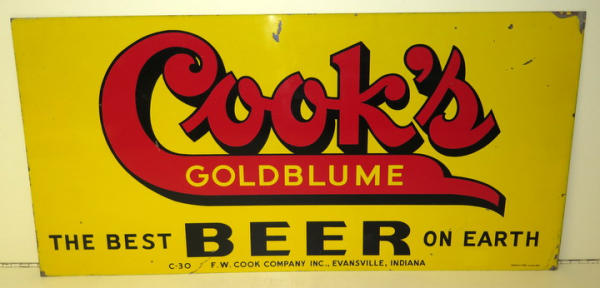 Cook's
GOLDBLUME
THE BEST BEER ON EARTH
C-30 F.W. COOK COMPANY INC., EVANSVILLE, INDIANA